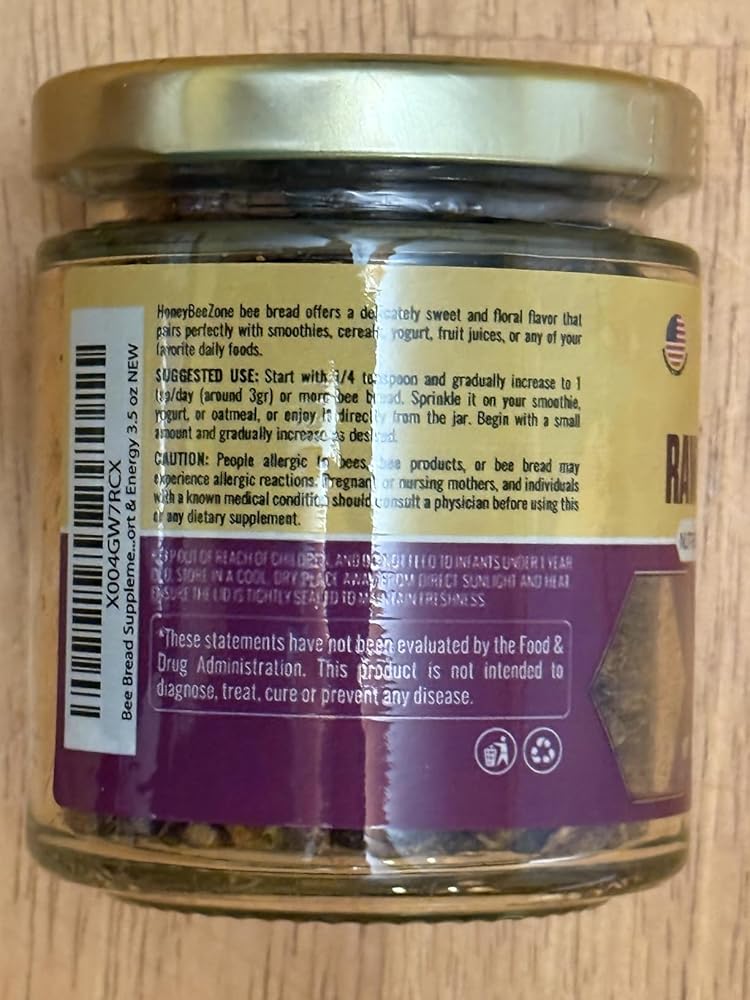 HoneyBeeZone bee bread offers a delicately sweet and floral flavor that
pairs perfectly with smoothies, cereals, yogurt, fruit juices, or any of your
favorite daily foods.
SUGGESTED USE: Start with 1/4 teaspoon and gradually increase to 1
tsp/day (around 3gr) or more bee bread. Sprinkle it on your smoothie,
yogurt, or oatmeal, or enjoy it directly from the jar. Begin with a small
amount and gradually increase as desired.
CAUTION: People allergic to bees, bee products, or bee bread may
experience allergic reactions. Pregnant or nursing mothers, and individuals
with a known medical condition should consult a physician before using this
or any dietary supplement.
KEEP OUT OF REACH OF CHILDREN, AND DO NOT FEED TO INFANTS UNDER 1 YEAR
OLD. STORE IN A COOL, DRY PLACE AWAY FROM DIRECT SUNLIGHT AND HEAT
ENSURE THE LID IS TIGHTLY SEALED TO MAINTAIN FRESHNESS
*These statements have not been evaluated by the Food &
Drug Administration. This product is not intended to
diagnose, treat, cure or prevent any disease.
X004GW7RCX
Bee Bread Suppleme...ort & Energy 3.5 oz NEW